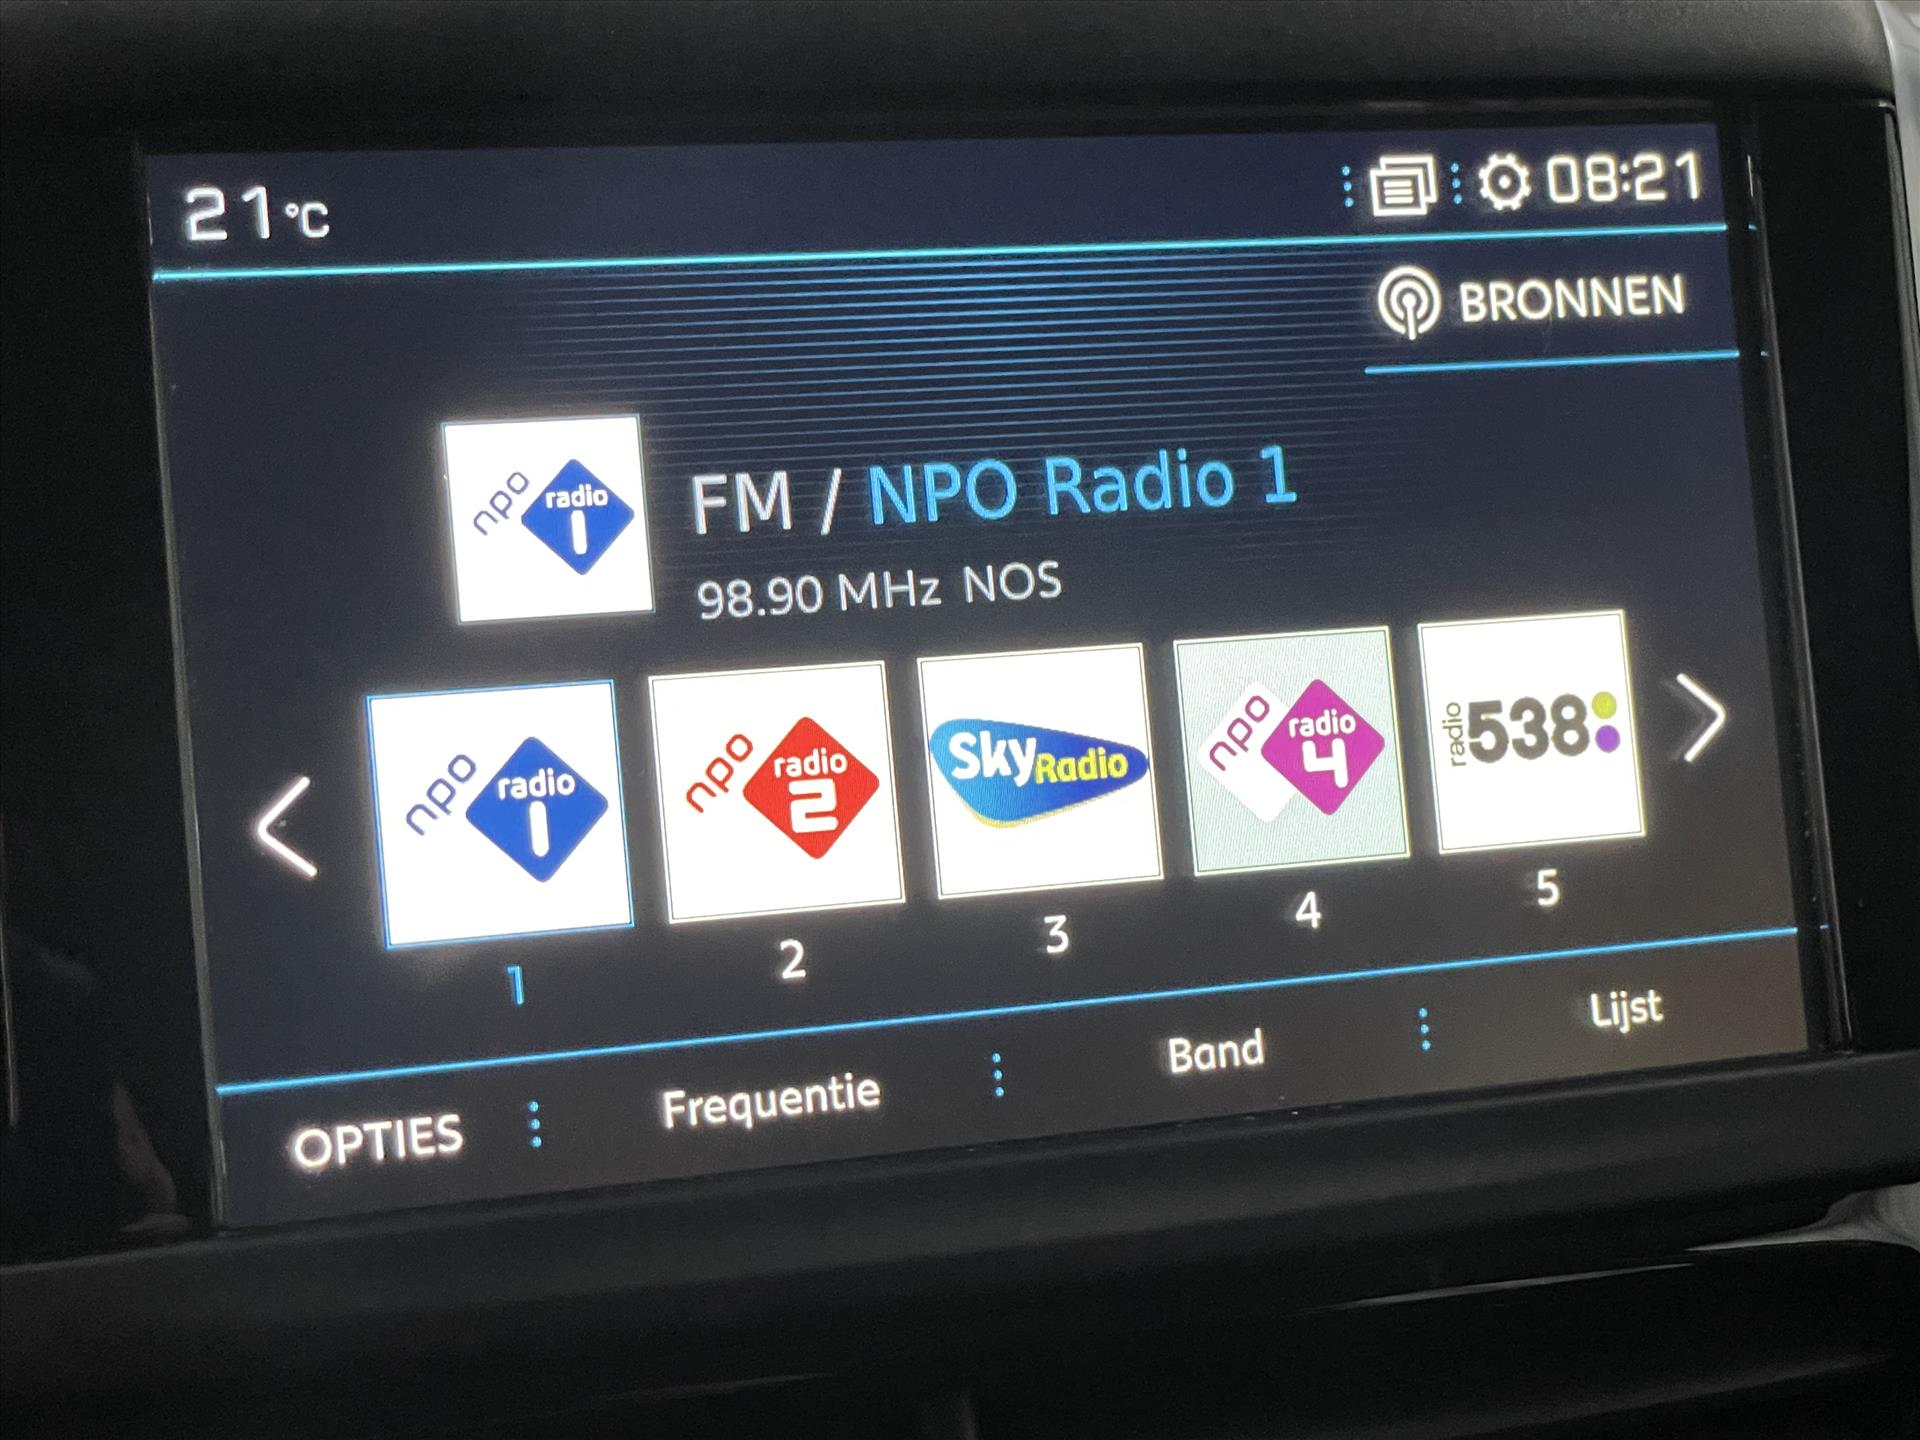 21°C
08:21
BRONNEN
npo radio 1
FM / NPO Radio 1
98.90 MHz NOS
npo radio 1
npo radio 2
Sky Radio
npo radio 4
radio 538
1
2
3
4
5
OPTIES
Frequentie
Band
Lijst